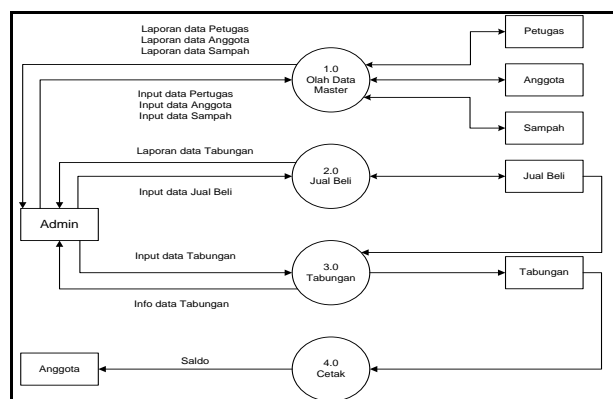 Laporan data Petugas
Laporan data Anggota
Laporan data Sampah
Input data Pertugas
Input data Anggota
Input data Sampah
1.0
Olah Data
Master
Petugas
Anggota
Sampah
Laporan data Tabungan
Input data Jual Beli
2.0
Jual Beli
Jual Beli
Admin
Input data Tabungan
Info data Tabungan
3.0
Tabungan
Tabungan
Anggota
Saldo
4.0
Cetak